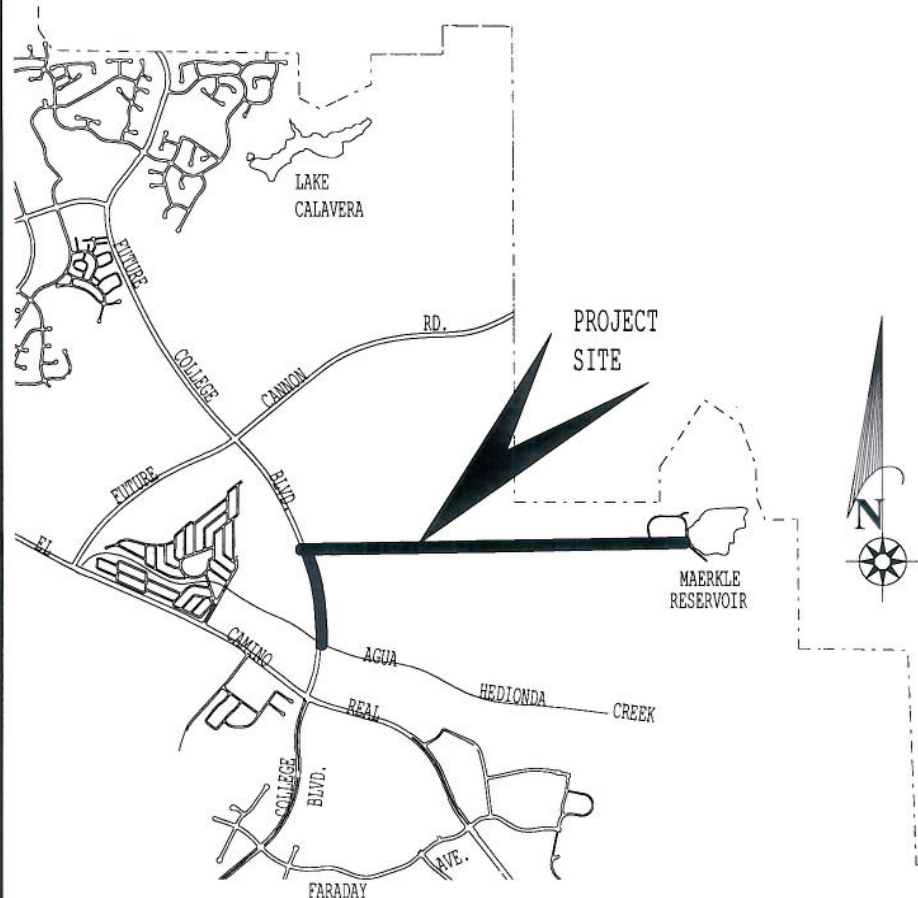 LAKE
CALAVERA
FUTURE
COLLEGE
BLVD.
FUTURE
CANNON
RD.
PROJECT
SITE
N
MAERKLE
RESERVOIR
EL
CAMINO
REAL
AGUA
HEDIONDA
CREEK
COLLEGE
BLVD.
FARADAY
AVE.